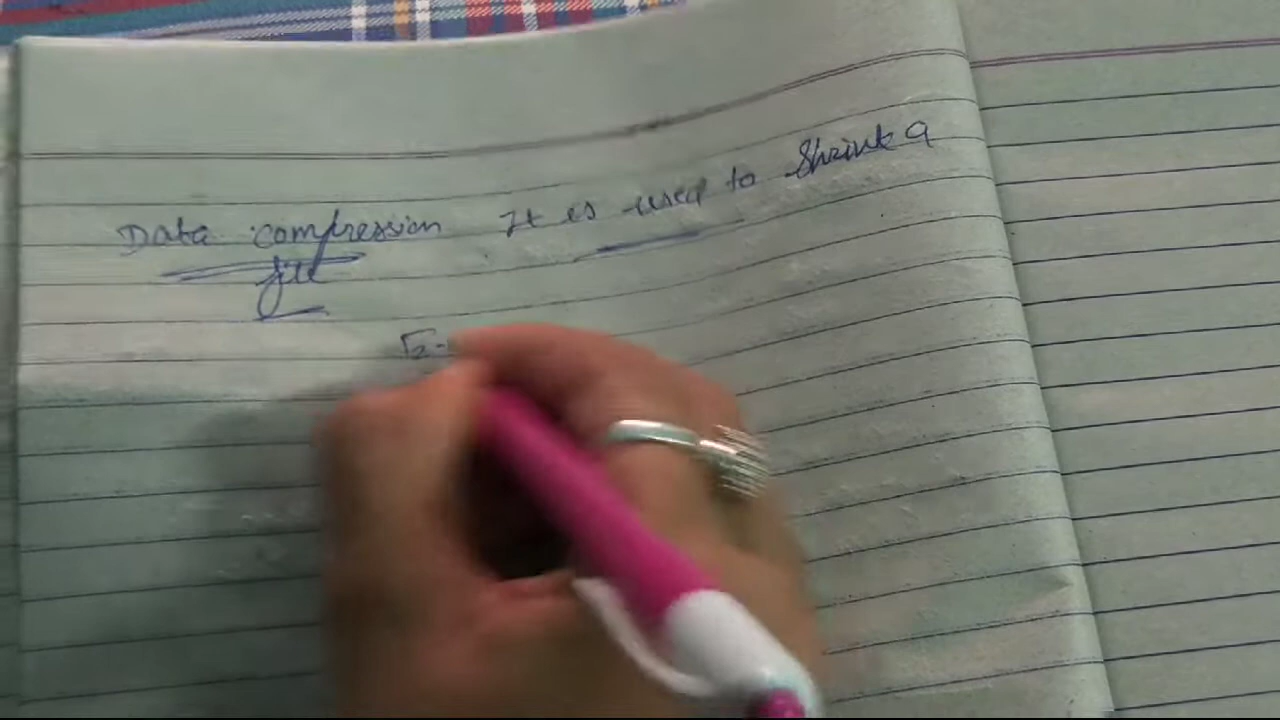 Data compression It is used to Shrink a
file